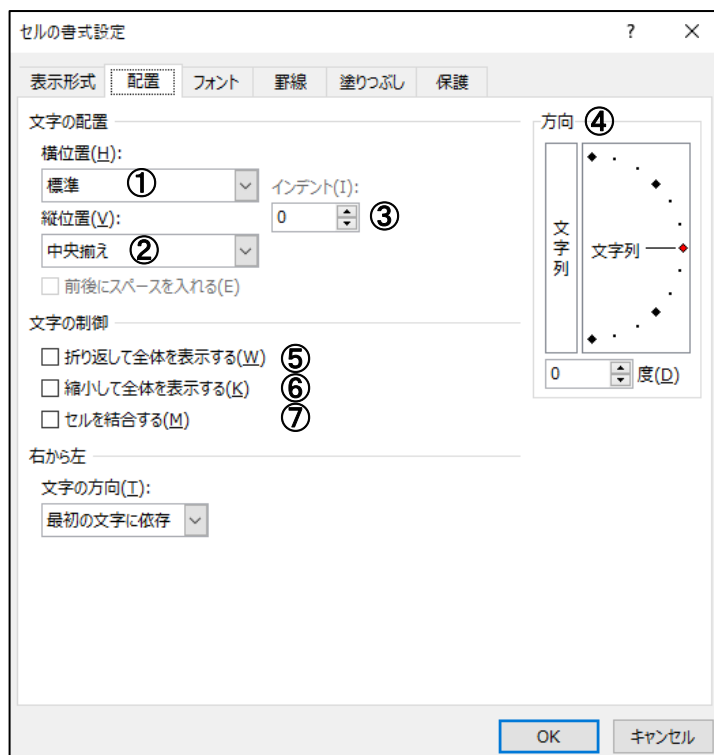 セルの書式設定 ? ×
表示形式 配置 フォント 罫線 塗りつぶし 保護
文字の配置
横位置(H):
標準 ①
インデント(I):
0 ③
縦位置(V):
中央揃え ②
前後にスペースを入れる(E)
文字の制御
折り返して全体を表示する(W) ⑤
縮小して全体を表示する(K) ⑥
セルを結合する(M) ⑦
右から左
文字の方向(T):
最初の文字に依存
方向 ④
文字列
文字列
0 度(D)
OK キャンセル